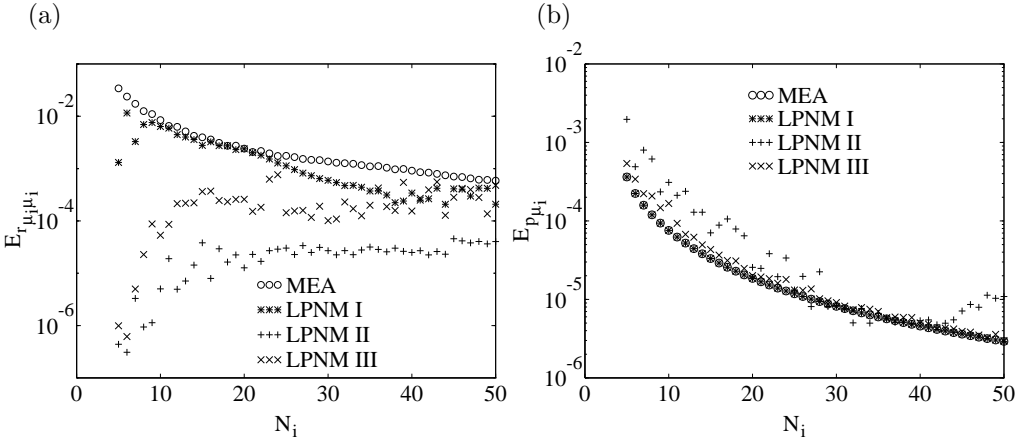 (a)
10^-2
10^-4
10^-6
E_{r_{μ_i μ_i}}
MEA
LPNM I
LPNM II
LPNM III
0 10 20 30 40 50
N_i
(b)
10^-2
10^-3
10^-4
10^-5
10^-6
E_{p_{μ_i}}
MEA
LPNM I
LPNM II
LPNM III
0 10 20 30 40 50
N_i